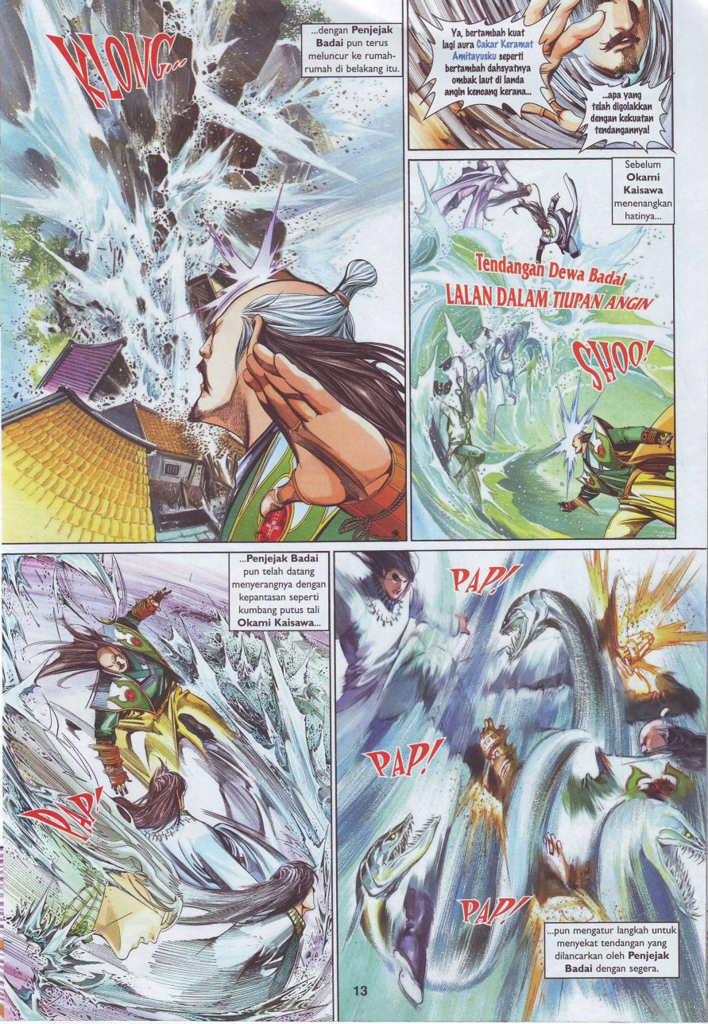 KLONG..
...dengan Penjejak
Badai pun terus
meluncur ke rumah-
rumah di belakang itu.
Ya, bertambah kuat
lagi aura Cakar Keramat
Amitayusku seperti
bertambah dahsyatnya
ombak laut di landa
angin kencang kerana...
...apa yang
telah digolakkan
dengan kekuatan
tendangannya!
Sebelum
Okami
Kaisawa
menenangkan
hatinya...
Tendangan Dewa Badai
LALAN DALAM TIUPAN ANGIN
SHOO!
...Penjejak Badai
pun telah datang
menyerangnya dengan
kepantasan seperti
kumbang putus tali
Okami Kaisawa...
PAP!
PAP!
PAP!
PAP!
...pun mengatur langkah untuk
menyekat tendangan yang
dilancarkan oleh Penjejak
Badai dengan segera.
13